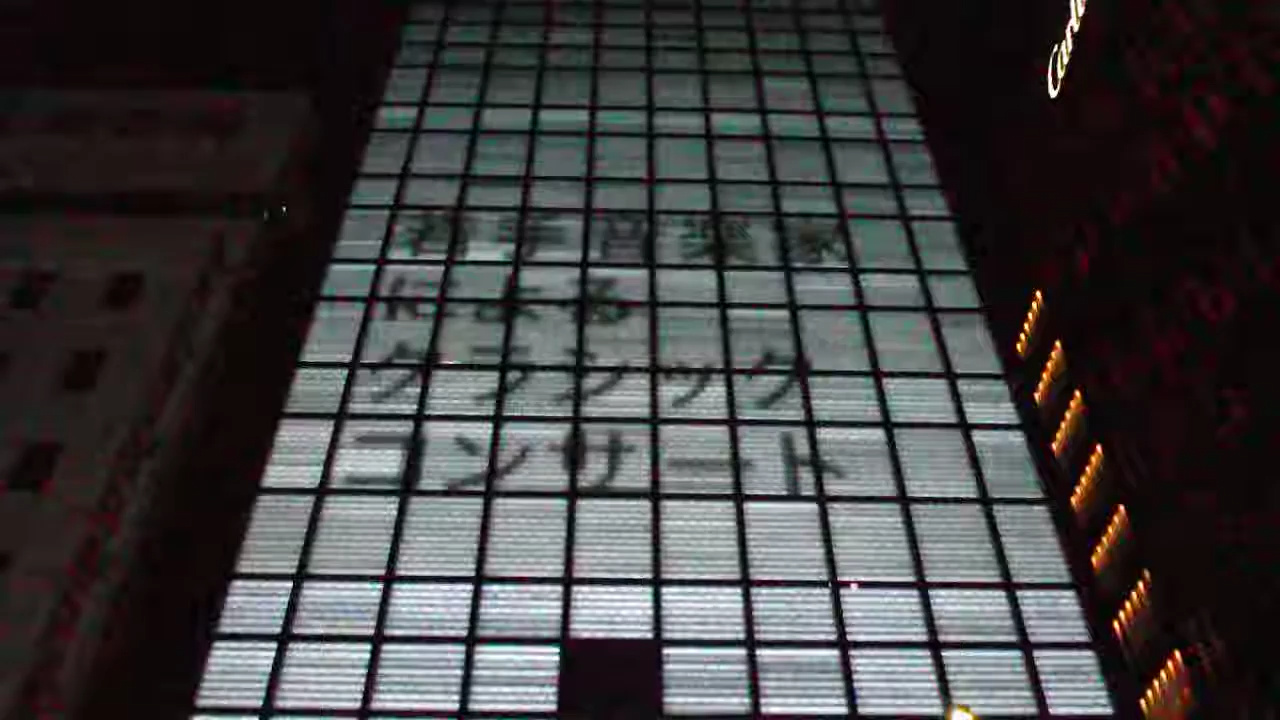 若手音楽家
による
クラシック
コンサート